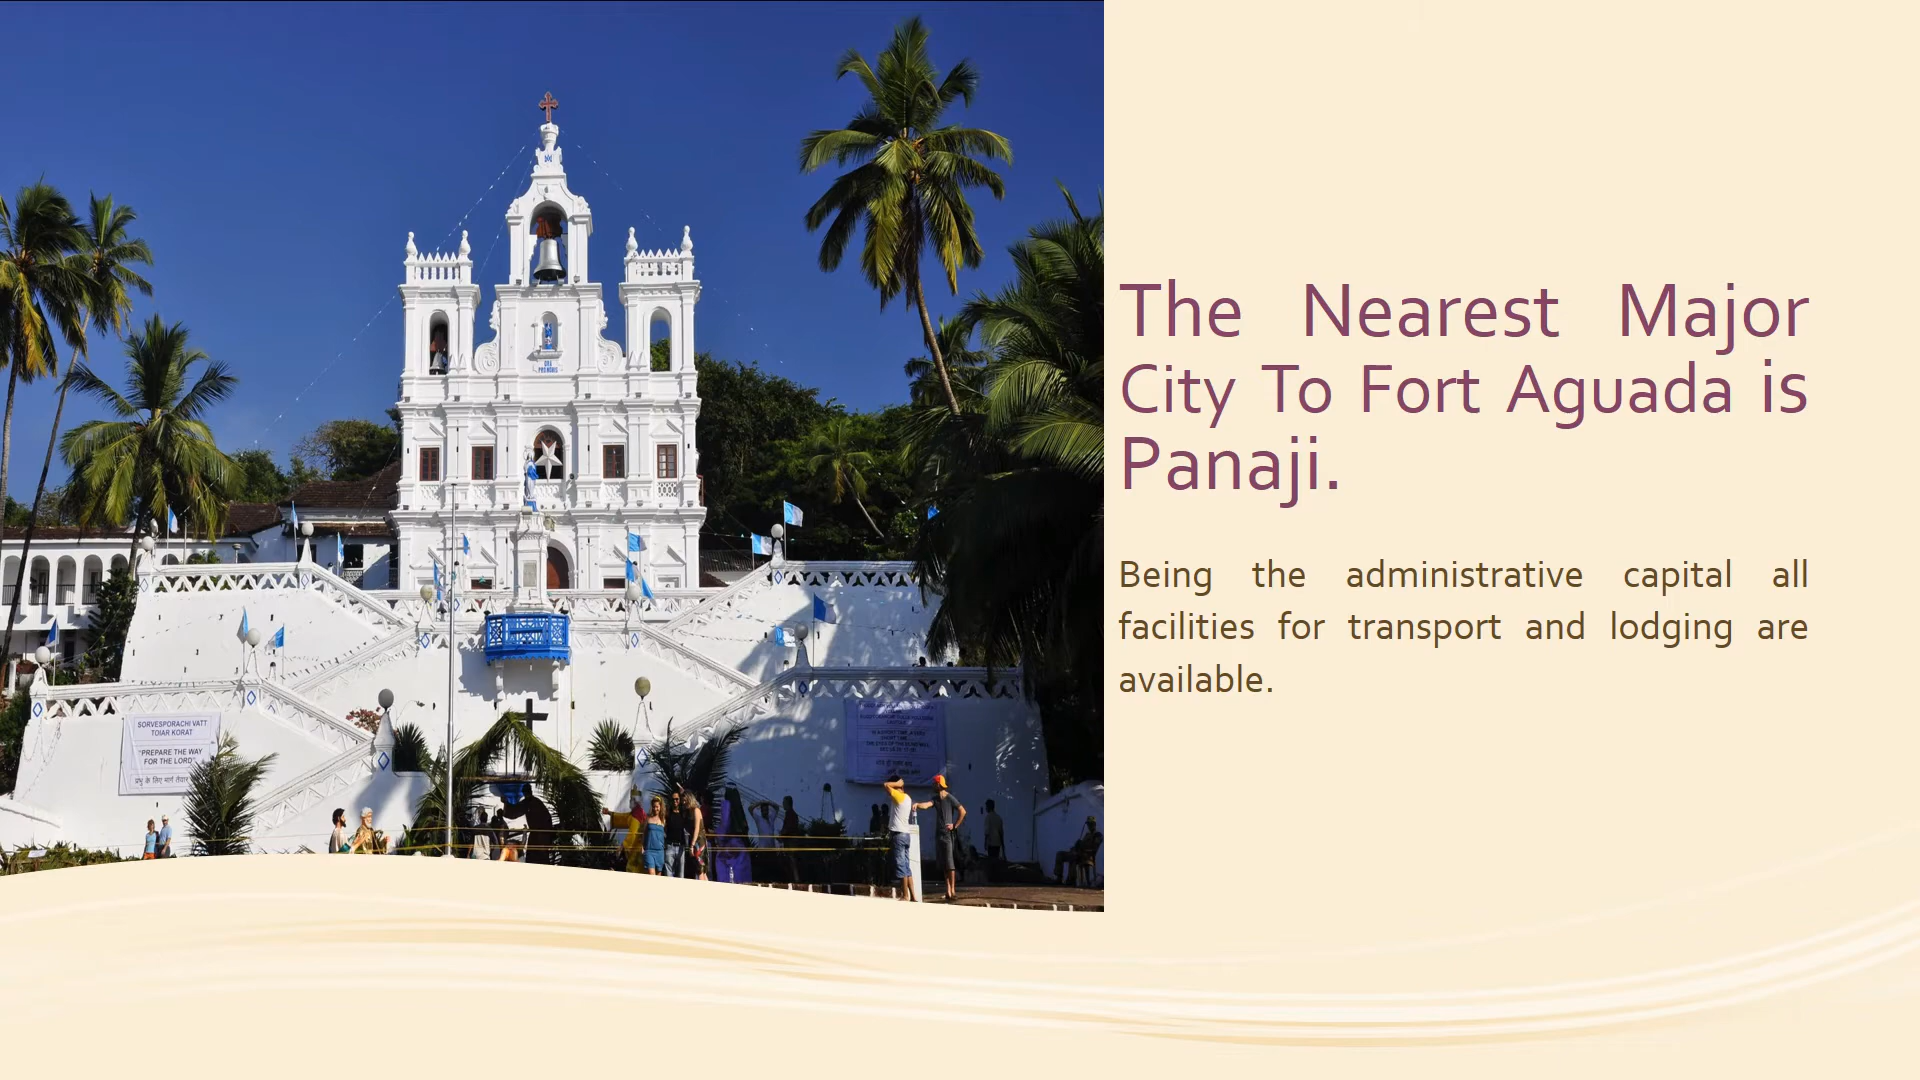 SORVESPORACHI VATT
TOIAR KORAT
"PREPARE THE WAY
FOR THE LORD"
The Nearest Major
City To Fort Aguada is
Panaji.
Being the administrative capital all
facilities for transport and lodging are
available.